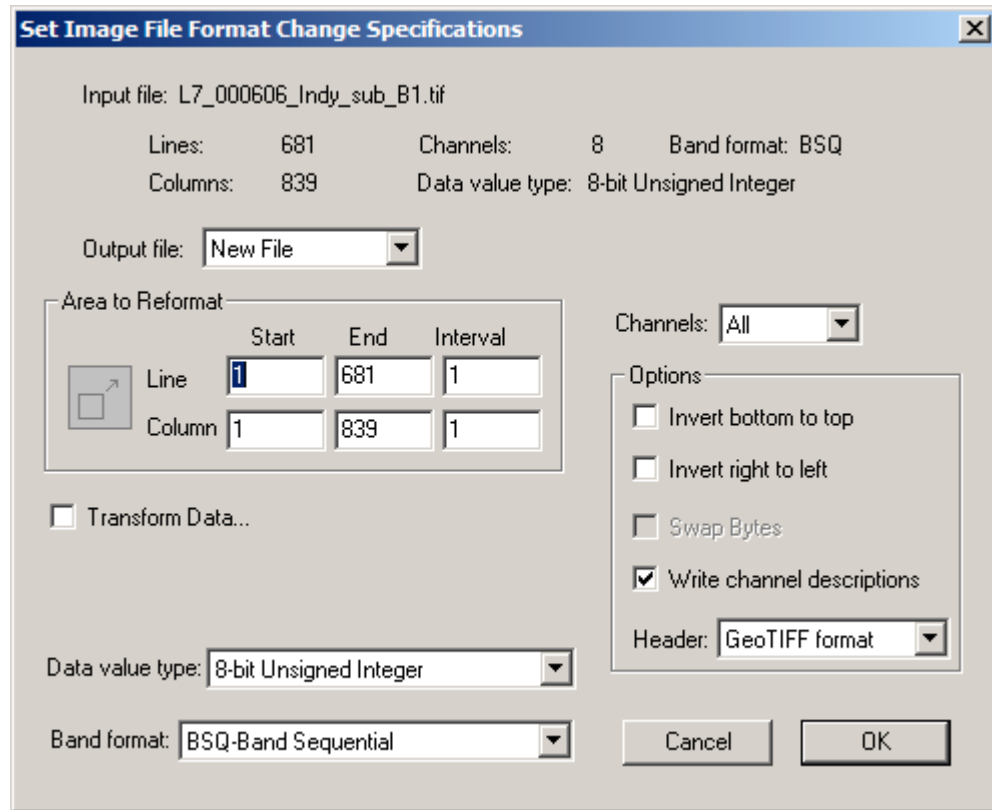 Set Image File Format Change Specifications
Input file: L7_000606_Indy_sub_B1.tif
Lines: 681 Channels: 8 Band format: BSQ
Columns: 839 Data value type: 8-bit Unsigned Integer
Output file: New File
Area to Reformat
Start End Interval
Line 1 681 1
Column 1 839 1
Channels: All
Options
Invert bottom to top
Invert right to left
Swap Bytes
Write channel descriptions
Header: GeoTIFF format
Transform Data...
Data value type: 8-bit Unsigned Integer
Band format: BSQ-Band Sequential
Cancel OK